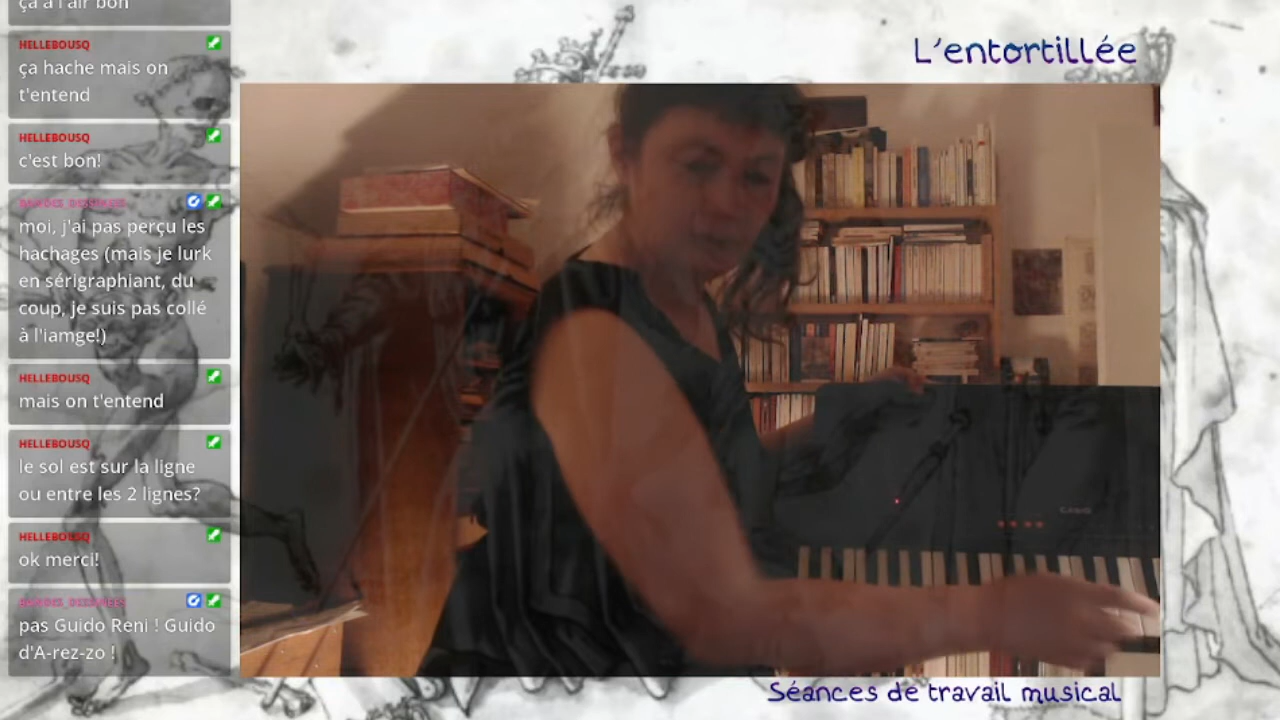 ça a l'air bon
HELLEBOUSQ
ça hache mais on
t'entend
HELLEBOUSQ
c'est bon!
BANDES_DESSINEES
moi, j'ai pas perçu les
hachages (mais je lurk
en sérigraphiant, du
coup, je suis pas collé
à l'iamge!)
HELLEBOUSQ
mais on t'entend
HELLEBOUSQ
le sol est sur la ligne
ou entre les 2 lignes?
HELLEBOUSQ
ok merci!
BANDES_DESSINEES
pas Guido Reni ! Guido
d'A-rez-zo !
L'entortillée
CASIO
Séances de travail musical